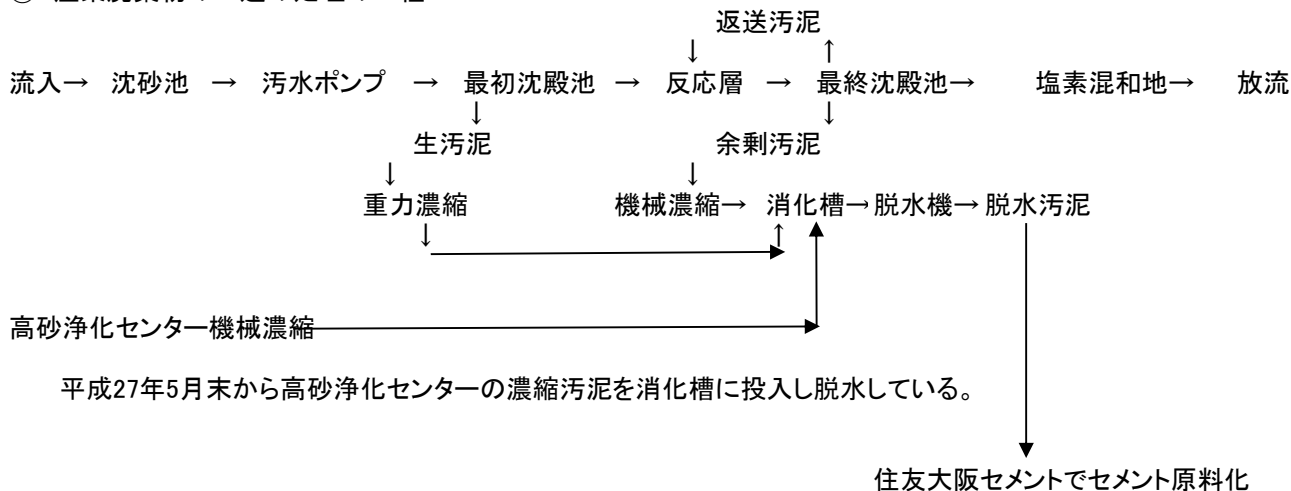 返送汚泥
↓ ↑
流入→ 沈砂池 → 汚水ポンプ → 最初沈殿池 → 反応層 → 最終沈殿池→ 塩素混和地→ 放流
↓ ↓
生汚泥 余剰汚泥
↓ ↓
重力濃縮 機械濃縮→ 消化槽→脱水機→脱水汚泥
↓ ↑
高砂浄化センター機械濃縮
平成27年5月末から高砂浄化センターの濃縮汚泥を消化槽に投入し脱水している。
住友大阪セメントでセメント原料化